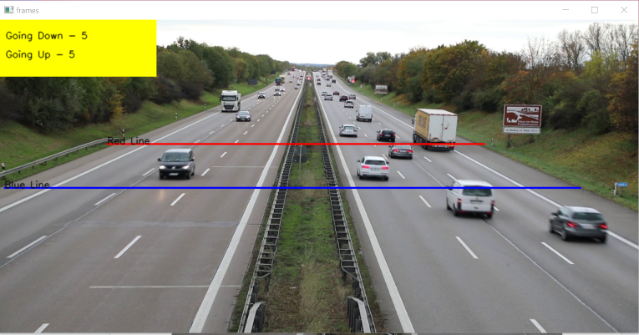 frames
Going Down - 5
Going Up - 5
Red Line
Blue Line